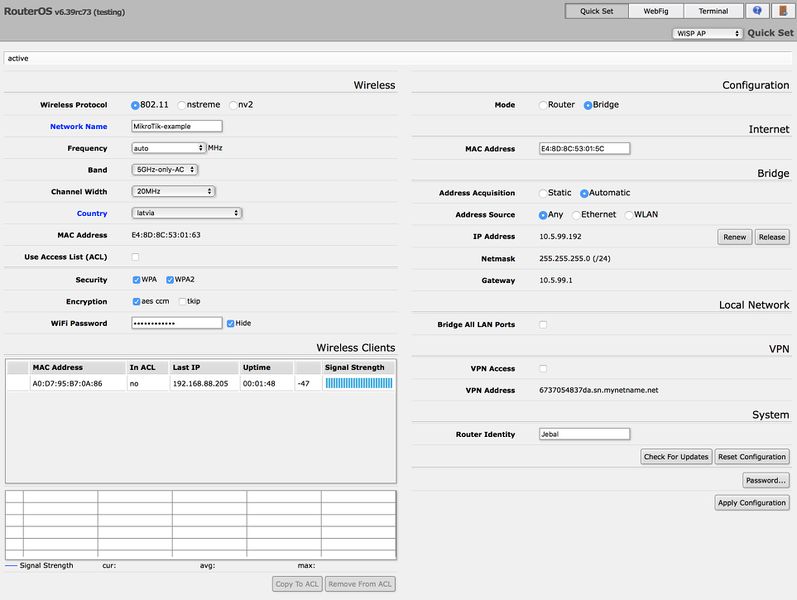 RouterOS v6.39rc73 (testing)
Quick Set
WebFig
Terminal
WISP AP
Quick Set
active
Wireless
Wireless Protocol 802.11 nstreme nv2
Network Name MikroTik-example
Frequency auto MHz
Band 5GHz-only-AC
Channel Width 20MHz
Country latvia
MAC Address E4:8D:8C:53:01:63
Use Access List (ACL)
Security WPA WPA2
Encryption aes ccm tkip
WiFi Password •••••••••••• Hide
Wireless Clients
MAC Address In ACL Last IP Uptime Signal Strength
A0:D7:95:B7:0A:86 no 192.168.88.205 00:01:48 -47
Signal Strength cur: avg: max:
Copy To ACL Remove From ACL
Configuration
Mode Router Bridge
Internet
MAC Address E4:8D:8C:53:01:5C
Bridge
Address Acquisition Static Automatic
Address Source Any Ethernet WLAN
IP Address 10.5.99.192 Renew Release
Netmask 255.255.255.0 (/24)
Gateway 10.5.99.1
Local Network
Bridge All LAN Ports
VPN
VPN Access
VPN Address 6737054837da.sn.mynetname.net
System
Router Identity Jebal
Check For Updates Reset Configuration
Password...
Apply Configuration